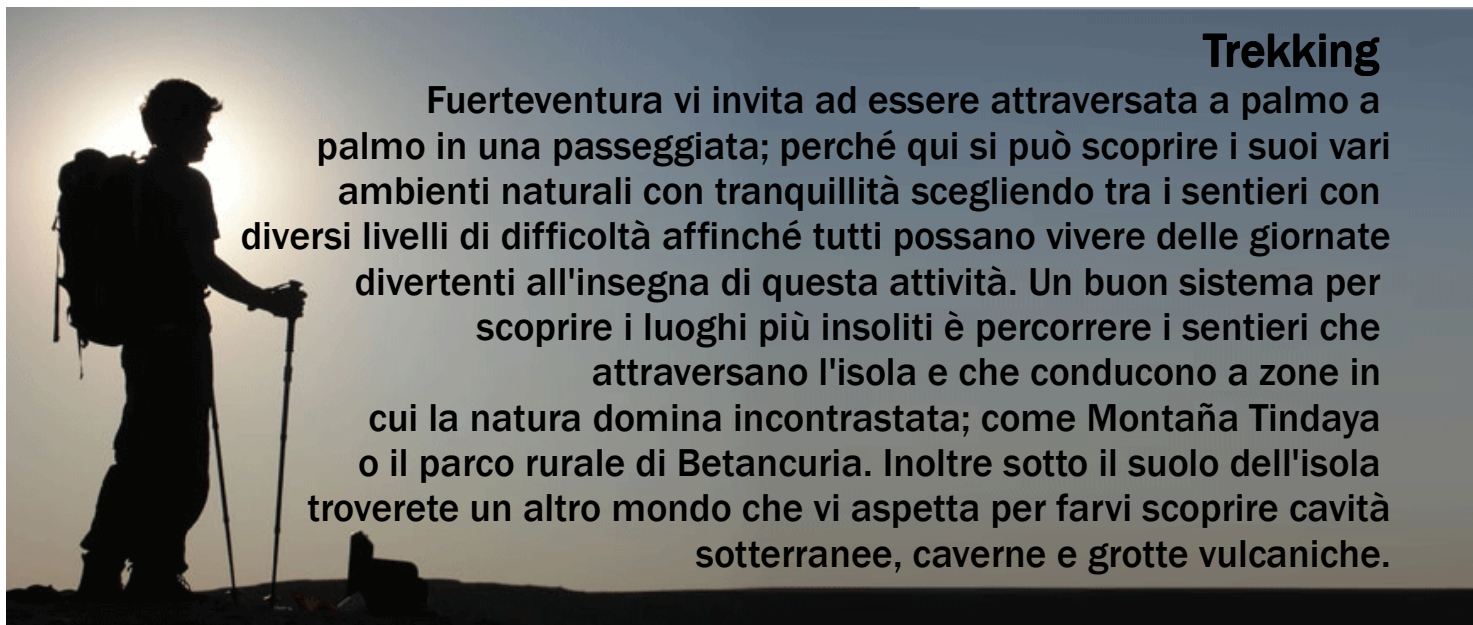 Trekking
Fuerteventura vi invita ad essere attraversata a palmo a
palmo in una passeggiata; perché qui si può scoprire i suoi vari
ambienti naturali con tranquillità scegliendo tra i sentieri con
diversi livelli di difficoltà affinché tutti possano vivere delle giornate
divertenti all'insegna di questa attività. Un buon sistema per
scoprire i luoghi più insoliti è percorrere i sentieri che
attraversano l'isola e che conducono a zone in
cui la natura domina incontrastata; come Montaña Tindaya
o il parco rurale di Betancuria. Inoltre sotto il suolo dell'isola
troverete un altro mondo che vi aspetta per farvi scoprire cavità
sotterranee, caverne e grotte vulcaniche.